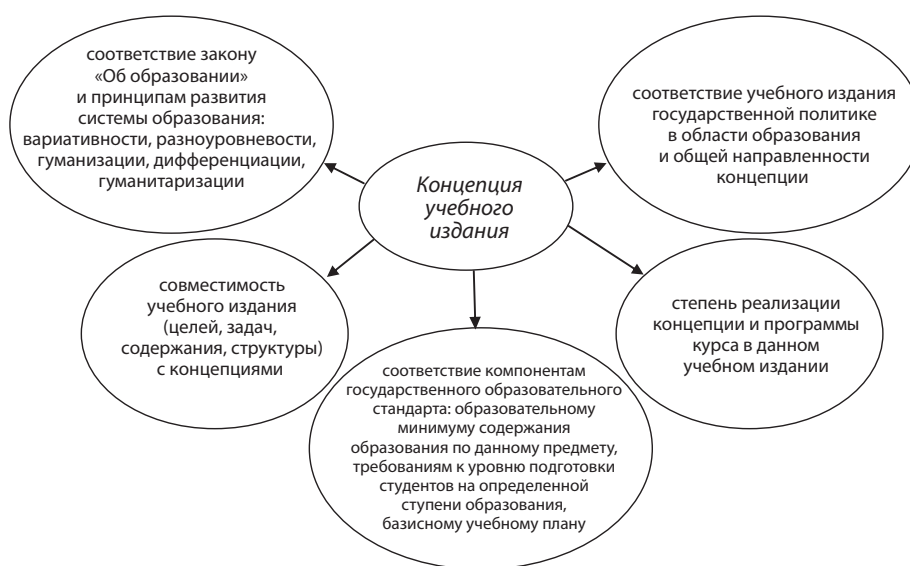 соответствие закону
«Об образовании»
и принципам развития
системы образования:
вариативности, разноуровневости,
гуманизации, дифференциации,
гуманитаризации
соответствие учебного издания
государственной политике
в области образования
и общей направленности
концепции
Концепция
учебного
издания
совместимость
учебного издания
(целей, задач,
содержания, структуры)
с концепциями
степень реализации
концепции и программы
курса в данном
учебном издании
соответствие компонентам
государственного образовательного
стандарта: образовательному
минимуму содержания
образования по данному предмету,
требованиям к уровню подготовки
студентов на определенной
ступени образования,
базисному учебному плану